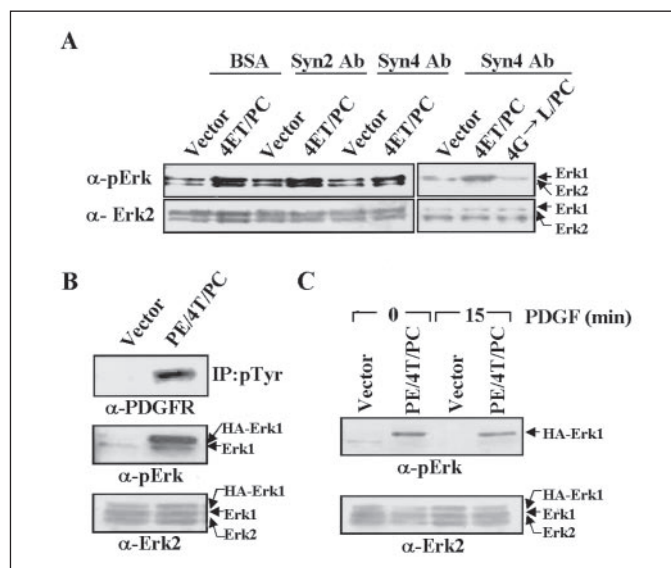 A
BSA Syn2 Ab Syn4 Ab Syn4 Ab
Vector 4ET/PC Vector 4ET/PC Vector 4ET/PC Vector 4ET/PC 4G→L/PC
α-pErk Erk1
Erk2
α- Erk2 Erk1
Erk2
B
Vector PE/4T/PC
IP:pTyr
α-PDGFR
HA-Erk1
Erk1
α-pErk
HA-Erk1
Erk1
Erk2
α-Erk2
C
0 15 PDGF (min)
Vector PE/4T/PC Vector PE/4T/PC
HA-Erk1
α-pErk
HA-Erk1
Erk1
Erk2
α-Erk2